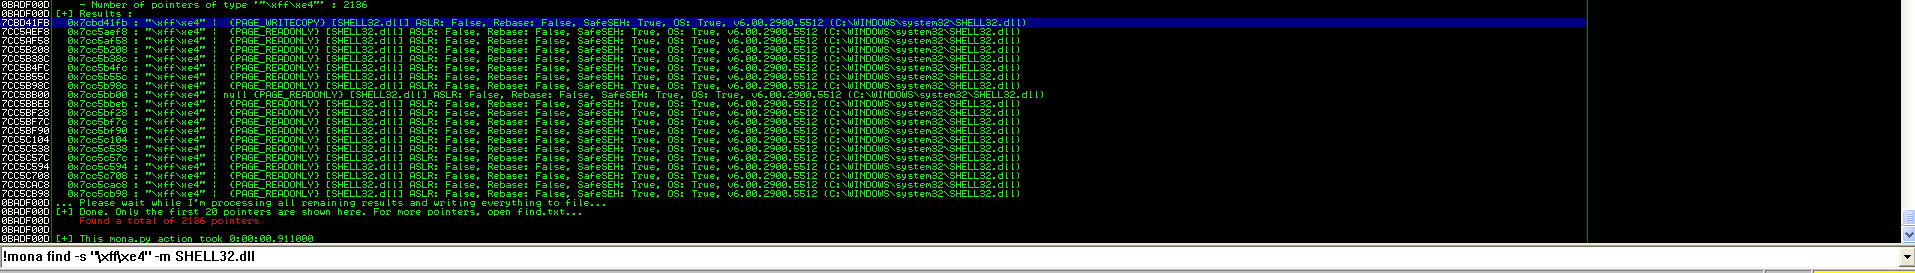 0BADF00D     - Number of pointers of type '"\xff\xe4"' : 2136
0BADF00D [+] Results :
7CBD41FB   0x7cbd41fb : "\xff\xe4" |  {PAGE_WRITECOPY} [SHELL32.dll] ASLR: False, Rebase: False, SafeSEH: True, OS: True, v6.00.2900.5512 (C:\WINDOWS\system32\SHELL32.dll)
7CC5AEF0   0x7cc5aef0 : "\xff\xe4" |  {PAGE_READONLY} [SHELL32.dll] ASLR: False, Rebase: False, SafeSEH: True, OS: True, v6.00.2900.5512 (C:\WINDOWS\system32\SHELL32.dll)
7CC5AF58   0x7cc5af58 : "\xff\xe4" |  {PAGE_READONLY} [SHELL32.dll] ASLR: False, Rebase: False, SafeSEH: True, OS: True, v6.00.2900.5512 (C:\WINDOWS\system32\SHELL32.dll)
7CC5B208   0x7cc5b208 : "\xff\xe4" |  {PAGE_READONLY} [SHELL32.dll] ASLR: False, Rebase: False, SafeSEH: True, OS: True, v6.00.2900.5512 (C:\WINDOWS\system32\SHELL32.dll)
7CC5B38C   0x7cc5b38c : "\xff\xe4" |  {PAGE_READONLY} [SHELL32.dll] ASLR: False, Rebase: False, SafeSEH: True, OS: True, v6.00.2900.5512 (C:\WINDOWS\system32\SHELL32.dll)
7CC5B4FC   0x7cc5b4fc : "\xff\xe4" |  {PAGE_READONLY} [SHELL32.dll] ASLR: False, Rebase: False, SafeSEH: True, OS: True, v6.00.2900.5512 (C:\WINDOWS\system32\SHELL32.dll)
7CC5B55C   0x7cc5b55c : "\xff\xe4" |  {PAGE_READONLY} [SHELL32.dll] ASLR: False, Rebase: False, SafeSEH: True, OS: True, v6.00.2900.5512 (C:\WINDOWS\system32\SHELL32.dll)
7CC5B98C   0x7cc5b98c : "\xff\xe4" |  {PAGE_READONLY} [SHELL32.dll] ASLR: False, Rebase: False, SafeSEH: True, OS: True, v6.00.2900.5512 (C:\WINDOWS\system32\SHELL32.dll)
7CC5BB00   0x7cc5bb00 : "\xff\xe4" | null {PAGE_READONLY} [SHELL32.dll] ASLR: False, Rebase: False, SafeSEH: True, OS: True, v6.00.2900.5512 (C:\WINDOWS\system32\SHELL32.dll)
7CC5BBEB   0x7cc5bbeb : "\xff\xe4" |  {PAGE_READONLY} [SHELL32.dll] ASLR: False, Rebase: False, SafeSEH: True, OS: True, v6.00.2900.5512 (C:\WINDOWS\system32\SHELL32.dll)
7CC5BF28   0x7cc5bf28 : "\xff\xe4" |  {PAGE_READONLY} [SHELL32.dll] ASLR: False, Rebase: False, SafeSEH: True, OS: True, v6.00.2900.5512 (C:\WINDOWS\system32\SHELL32.dll)
7CC5BF7C   0x7cc5bf7c : "\xff\xe4" |  {PAGE_READONLY} [SHELL32.dll] ASLR: False, Rebase: False, SafeSEH: True, OS: True, v6.00.2900.5512 (C:\WINDOWS\system32\SHELL32.dll)
7CC5BF90   0x7cc5bf90 : "\xff\xe4" |  {PAGE_READONLY} [SHELL32.dll] ASLR: False, Rebase: False, SafeSEH: True, OS: True, v6.00.2900.5512 (C:\WINDOWS\system32\SHELL32.dll)
7CC5C104   0x7cc5c104 : "\xff\xe4" |  {PAGE_READONLY} [SHELL32.dll] ASLR: False, Rebase: False, SafeSEH: True, OS: True, v6.00.2900.5512 (C:\WINDOWS\system32\SHELL32.dll)
7CC5C538   0x7cc5c538 : "\xff\xe4" |  {PAGE_READONLY} [SHELL32.dll] ASLR: False, Rebase: False, SafeSEH: True, OS: True, v6.00.2900.5512 (C:\WINDOWS\system32\SHELL32.dll)
7CC5C57C   0x7cc5c57c : "\xff\xe4" |  {PAGE_READONLY} [SHELL32.dll] ASLR: False, Rebase: False, SafeSEH: True, OS: True, v6.00.2900.5512 (C:\WINDOWS\system32\SHELL32.dll)
7CC5C594   0x7cc5c594 : "\xff\xe4" |  {PAGE_READONLY} [SHELL32.dll] ASLR: False, Rebase: False, SafeSEH: True, OS: True, v6.00.2900.5512 (C:\WINDOWS\system32\SHELL32.dll)
7CC5C708   0x7cc5c708 : "\xff\xe4" |  {PAGE_READONLY} [SHELL32.dll] ASLR: False, Rebase: False, SafeSEH: True, OS: True, v6.00.2900.5512 (C:\WINDOWS\system32\SHELL32.dll)
7CC5CAC8   0x7cc5cac8 : "\xff\xe4" |  {PAGE_READONLY} [SHELL32.dll] ASLR: False, Rebase: False, SafeSEH: True, OS: True, v6.00.2900.5512 (C:\WINDOWS\system32\SHELL32.dll)
7CC5CB98   0x7cc5cb98 : "\xff\xe4" |  {PAGE_READONLY} [SHELL32.dll] ASLR: False, Rebase: False, SafeSEH: True, OS: True, v6.00.2900.5512 (C:\WINDOWS\system32\SHELL32.dll)
0BADF00D ... Please wait while I'm processing all remaining results and writing everything to file...
0BADF00D [+] Done. Only the first 20 pointers are shown here. For more pointers, open find.txt...
0BADF00D     Found a total of 2136 pointers
0BADF00D
0BADF00D [+] This mona.py action took 0:00:00.911000
!mona find -s "\xff\xe4" -m SHELL32.dll